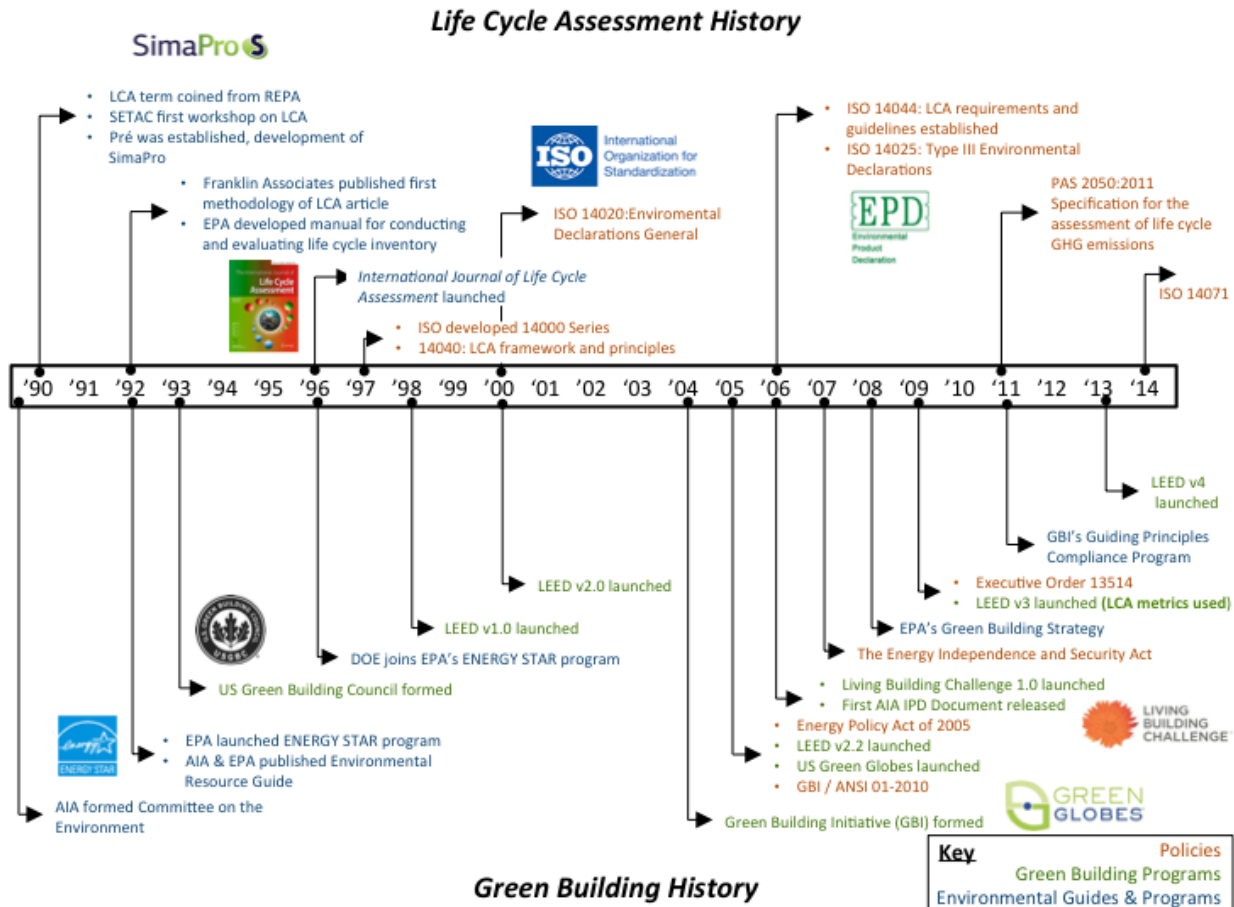 Life Cycle Assessment History
SimaPro S
• LCA term coined from REPA
• SETAC first workshop on LCA
• Pré was established, development of
SimaPro
• Franklin Associates published first
methodology of LCA article
• EPA developed manual for conducting
and evaluating life cycle inventory
ISO
International
Organization for
Standardization
ISO 14020:Enviromental
Declarations General
• ISO 14044: LCA requirements and
guidelines established
• ISO 14025: Type III Environmental
Declarations
EPD
Environmental
Product
Declaration
PAS 2050:2011
Specification for the
assessment of life cycle
GHG emissions
ISO 14071
Life Cycle
Assessment
International Journal of Life Cycle
Assessment launched
• ISO developed 14000 Series
• 14040: LCA framework and principles
'90 '91 '92 '93 '94 '95 '96 '97 '98 '99 '00 '01 '02 '03 '04 '05 '06 '07 '08 '09 '10 '11 '12 '13 '14
LEED v4
launched
GBI's Guiding Principles
Compliance Program
• Executive Order 13514
• LEED v3 launched (LCA metrics used)
EPA's Green Building Strategy
The Energy Independence and Security Act
• Living Building Challenge 1.0 launched
• First AIA IPD Document released
LIVING
BUILDING
CHALLENGE
• Energy Policy Act of 2005
• LEED v2.2 launched
• US Green Globes launched
• GBI / ANSI 01-2010
GREEN
GLOBES
Green Building Initiative (GBI) formed
LEED v2.0 launched
LEED v1.0 launched
DOE joins EPA's ENERGY STAR program
US GREEN BUILDING COUNCIL
USGBC
US Green Building Council formed
energy
ENERGY STAR
• EPA launched ENERGY STAR program
• AIA & EPA published Environmental
Resource Guide
AIA formed Committee on the
Environment
Green Building History
Key
Policies
Green Building Programs
Environmental Guides & Programs